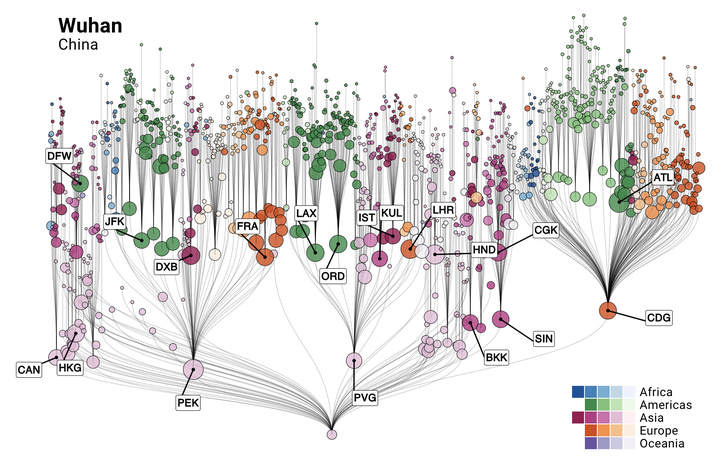 Wuhan
China
DFW
ATL
JFK
FRA
LAX
IST
KUL
LHR
CGK
HND
DXB
ORD
CDG
SIN
BKK
CAN
HKG
PEK
PVG
Africa
Americas
Asia
Europe
Oceania